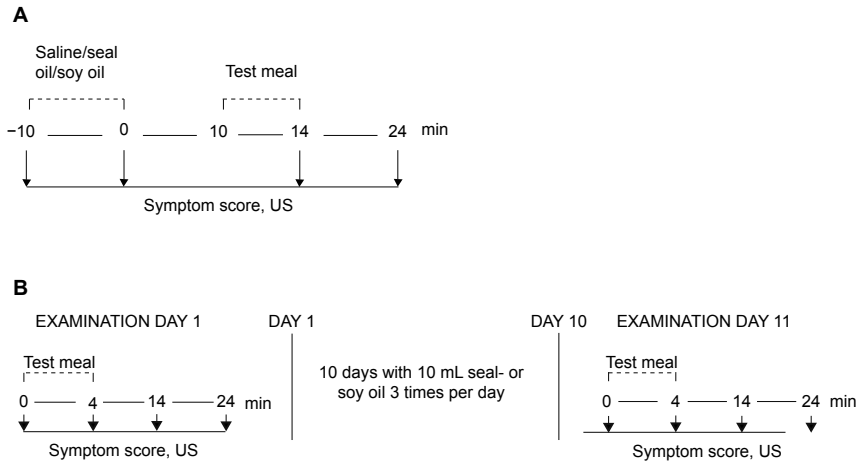 A
Saline/seal
oil/soy oil
Test meal
−10 0 10 14 24 min
Symptom score, US
B
EXAMINATION DAY 1 DAY 1 DAY 10 EXAMINATION DAY 11
Test meal Test meal
10 days with 10 mL seal- or
soy oil 3 times per day
0 4 14 24 min 0 4 14 24 min
Symptom score, US Symptom score, US